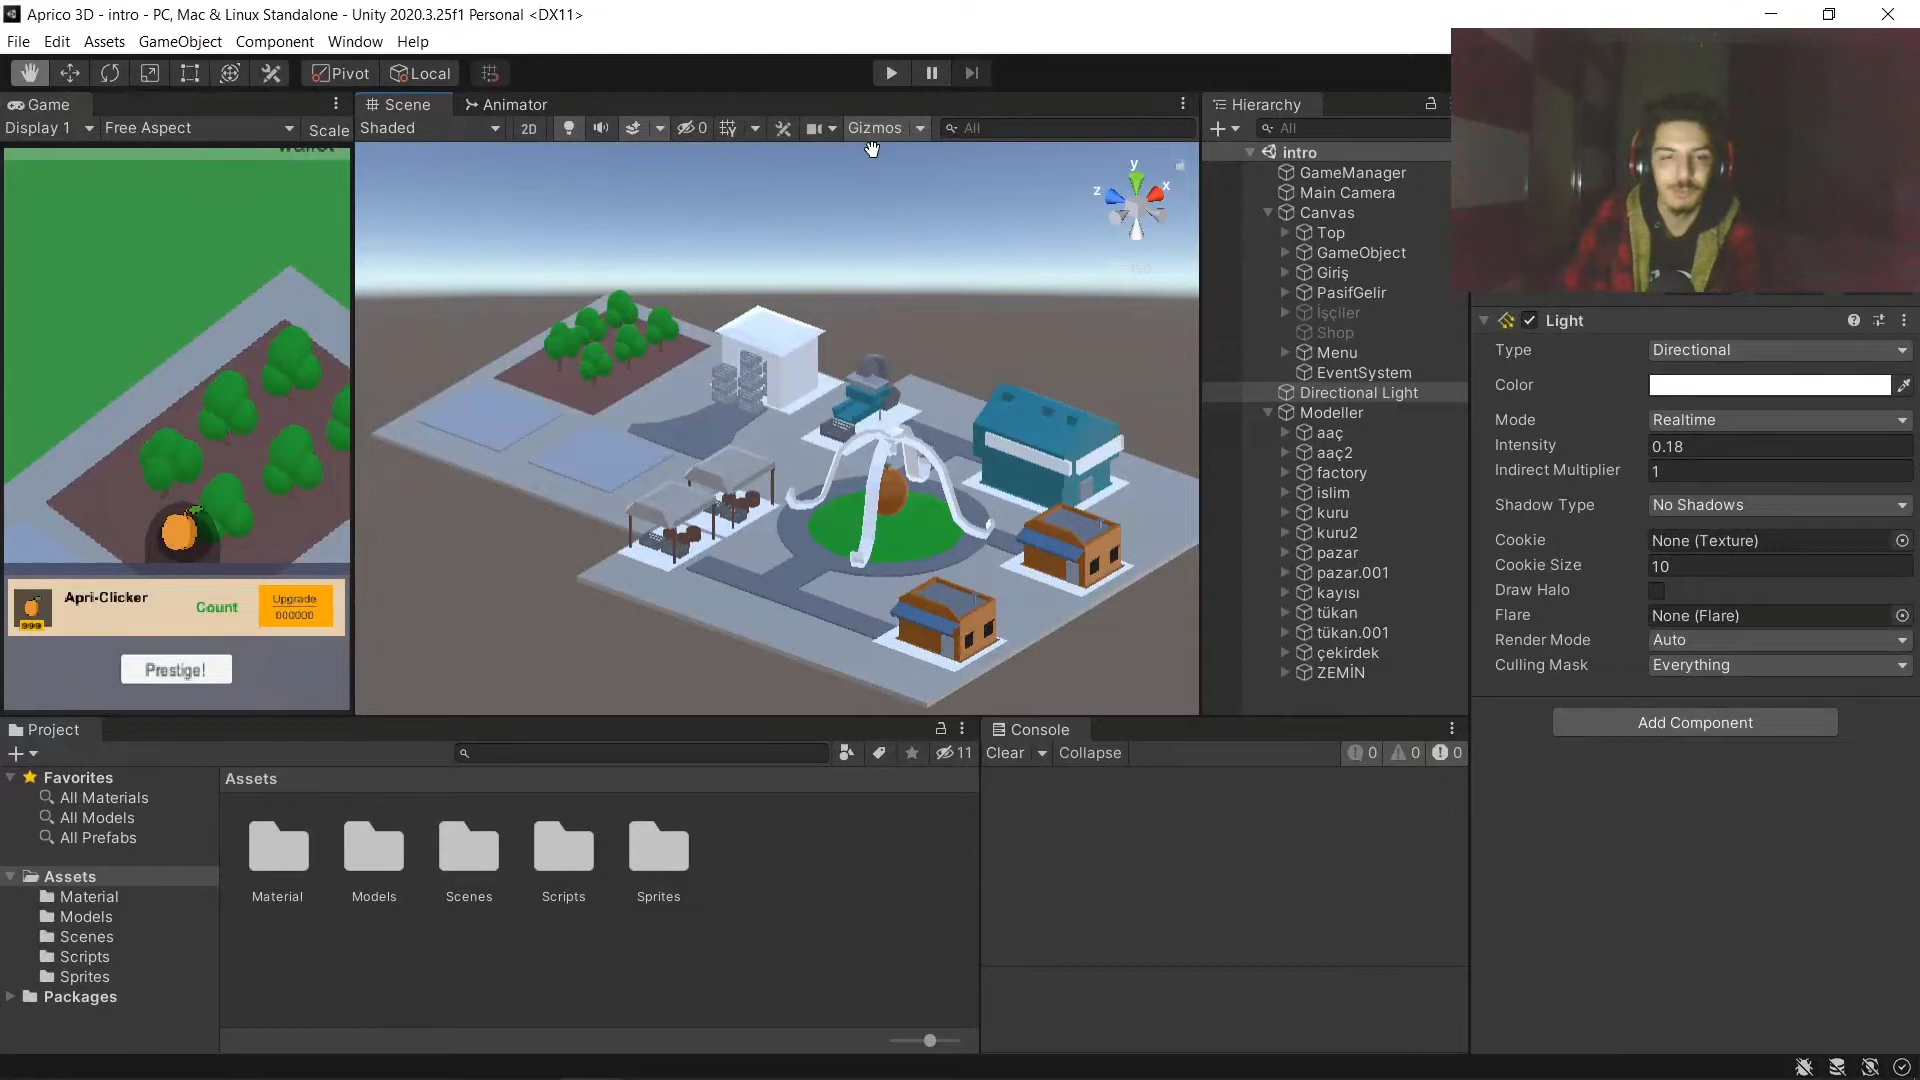 Aprico 3D - intro - PC, Mac & Linux Standalone - Unity 2020.3.25f1 Personal <DX11>
File Edit Assets GameObject Component Window Help
Pivot Local
Game
Display 1 Free Aspect Scale
Scene Animator
Shaded 2D 0 Gizmos All
y
x
z
Apri-Clicker
Count
Upgrade
000000
999
Prestige!
Hierarchy
All
intro
GameManager
Main Camera
Canvas
Top
GameObject
Giriş
PasifGelir
İşçiler
Shop
Menu
EventSystem
Directional Light
Modeller
aaç
aaç2
factory
islim
kuru
kuru2
pazar
pazar.001
kayısı
tükan
tükan.001
çekirdek
ZEMİN
Light
Type Directional
Color
Mode Realtime
Intensity 0.18
Indirect Multiplier 1
Shadow Type No Shadows
Cookie None (Texture)
Cookie Size 10
Draw Halo
Flare None (Flare)
Render Mode Auto
Culling Mask Everything
Add Component
Project
11
Favorites
All Materials
All Models
All Prefabs
Assets
Material
Models
Scenes
Scripts
Sprites
Packages
Assets
Material Models Scenes Scripts Sprites
Console
Clear Collapse 0 0 0